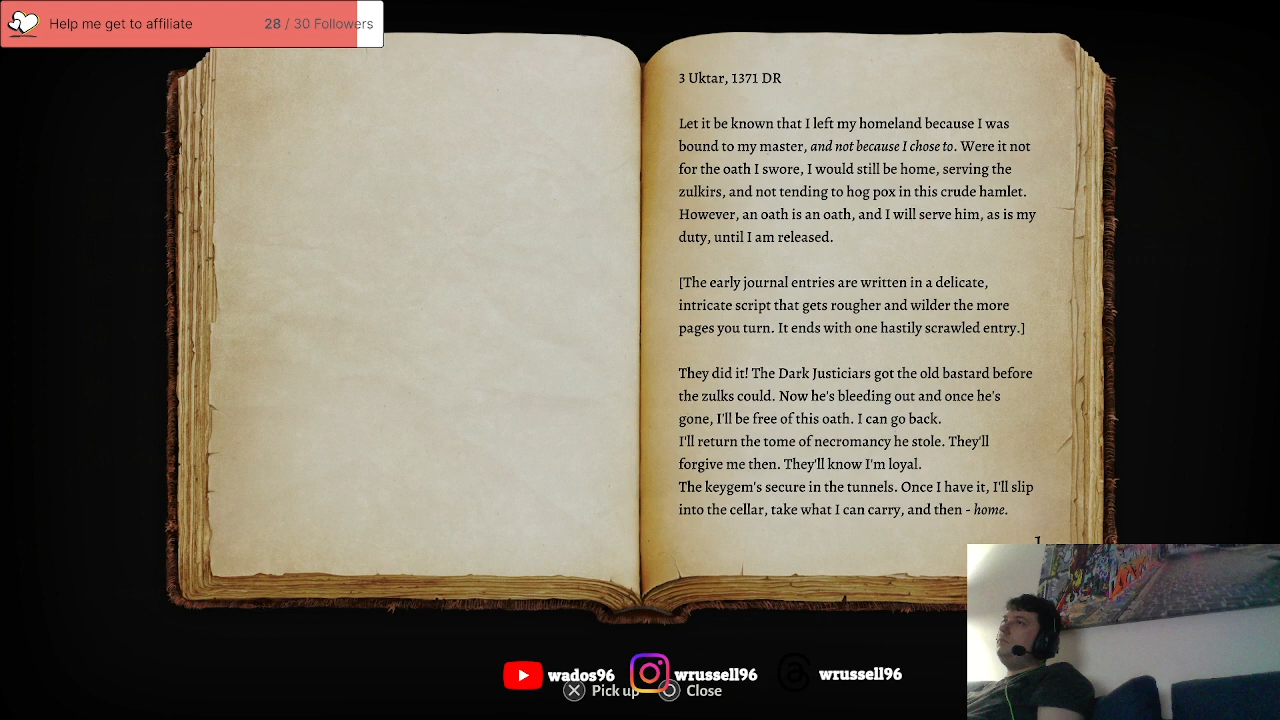 Help me get to affiliate 28 / 30 Followers
3 Uktar, 1371 DR
Let it be known that I left my homeland because I was
bound to my master, and not because I chose to. Were it not
for the oath I swore, I would still be home, serving the
zulkirs, and not tending to hog pox in this crude hamlet.
However, an oath is an oath, and I will serve him, as is my
duty, until I am released.
[The early journal entries are written in a delicate,
intricate script that gets rougher and wilder the more
pages you turn. It ends with one hastily scrawled entry.]
They did it! The Dark Justiciars got the old bastard before
the zulks could. Now he's bleeding out and once he's
gone, I'll be free of this oath. I can go back.
I'll return the tome of necromancy he stole. They'll
forgive me then. They'll know I'm loyal.
The keygem's secure in the tunnels. Once I have it, I'll slip
into the cellar, take what I can carry, and then - home.
1
wados96 wrussell96 wrussell96
Pick up Close